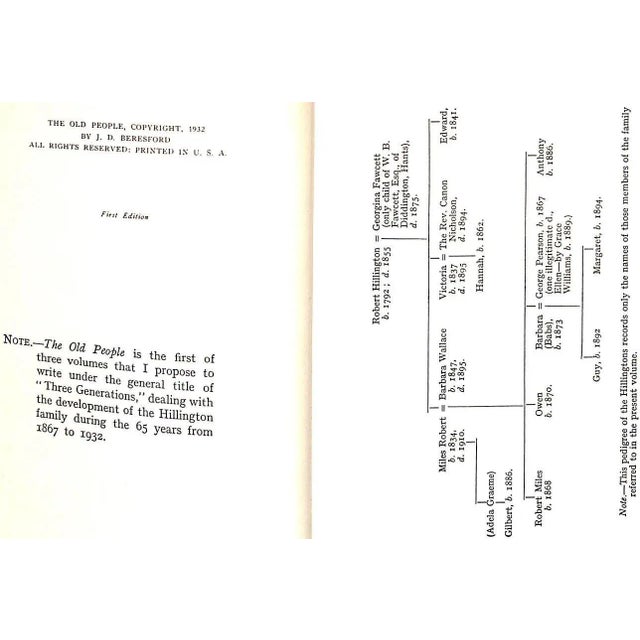 THE OLD PEOPLE, COPYRIGHT, 1932
BY J. D. BERESFORD
ALL RIGHTS RESERVED: PRINTED IN U. S. A.
First Edition
NOTE.—The Old People is the first of
three volumes that I propose to
write under the general title of
"Three Generations," dealing with
the development of the Hillington
family during the 65 years from
1867 to 1932.
Robert Hillington = Georgina Fawcett
b. 1792; d. 1855
(only child of W. B.
Fawcett, Esq., of
Diddington, Hants),
d. 1875.
Miles Robert = Barbara Wallace
b. 1834,
d. 1910.
b. 1847,
d. 1895.
Victoria = The Rev. Canon
b. 1837
d. 1895
Nicholson,
d. 1894.
Edward,
b. 1841.
Hannah, b. 1862.
(Adela Graeme)
Gilbert, b. 1886.
Robert Miles
b. 1868
Owen
b. 1870.
Barbara = George Pearson, b. 1867
(Babs),
b. 1873
(one illegitimate d.,
Ellen—by Grace
Williams, b. 1889.)
Anthony
b. 1886.
Guy, b. 1892
Margaret, b. 1894.
Note.—This pedigree of the Hillingtons records only the names of those members of the family
referred to in the present volume.